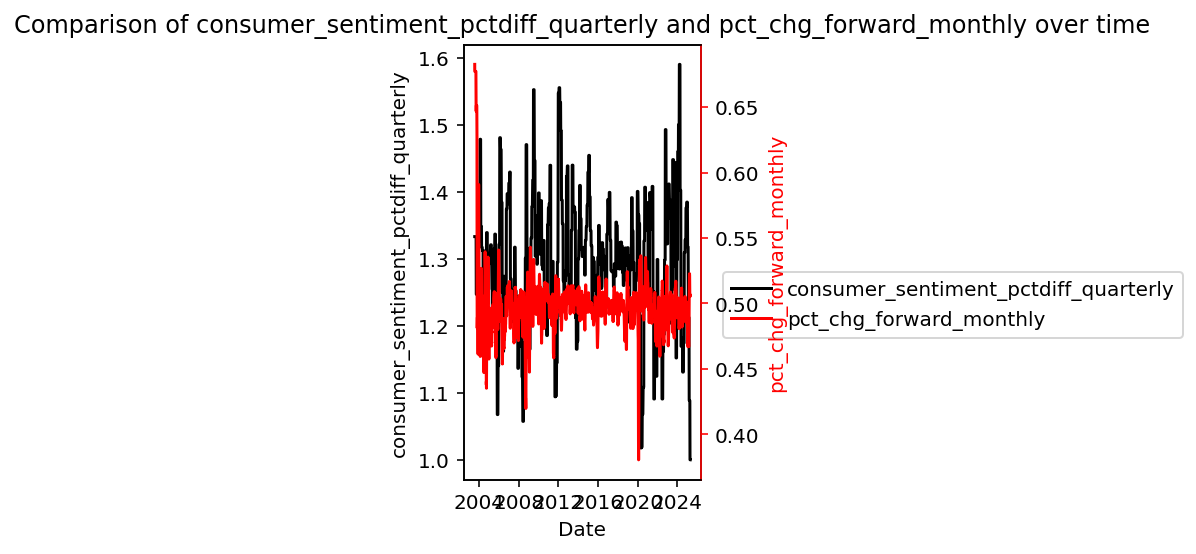 Comparison of consumer_sentiment_pctdiff_quarterly and pct_chg_forward_monthly over time
consumer_sentiment_pctdiff_quarterly
1.6
1.5
1.4
1.3
1.2
1.1
1.0
0.65
0.60
0.55
0.50
0.45
0.40
pct_chg_forward_monthly
consumer_sentiment_pctdiff_quarterly
pct_chg_forward_monthly
2004 2008 2012 2016 2020 2024
Date